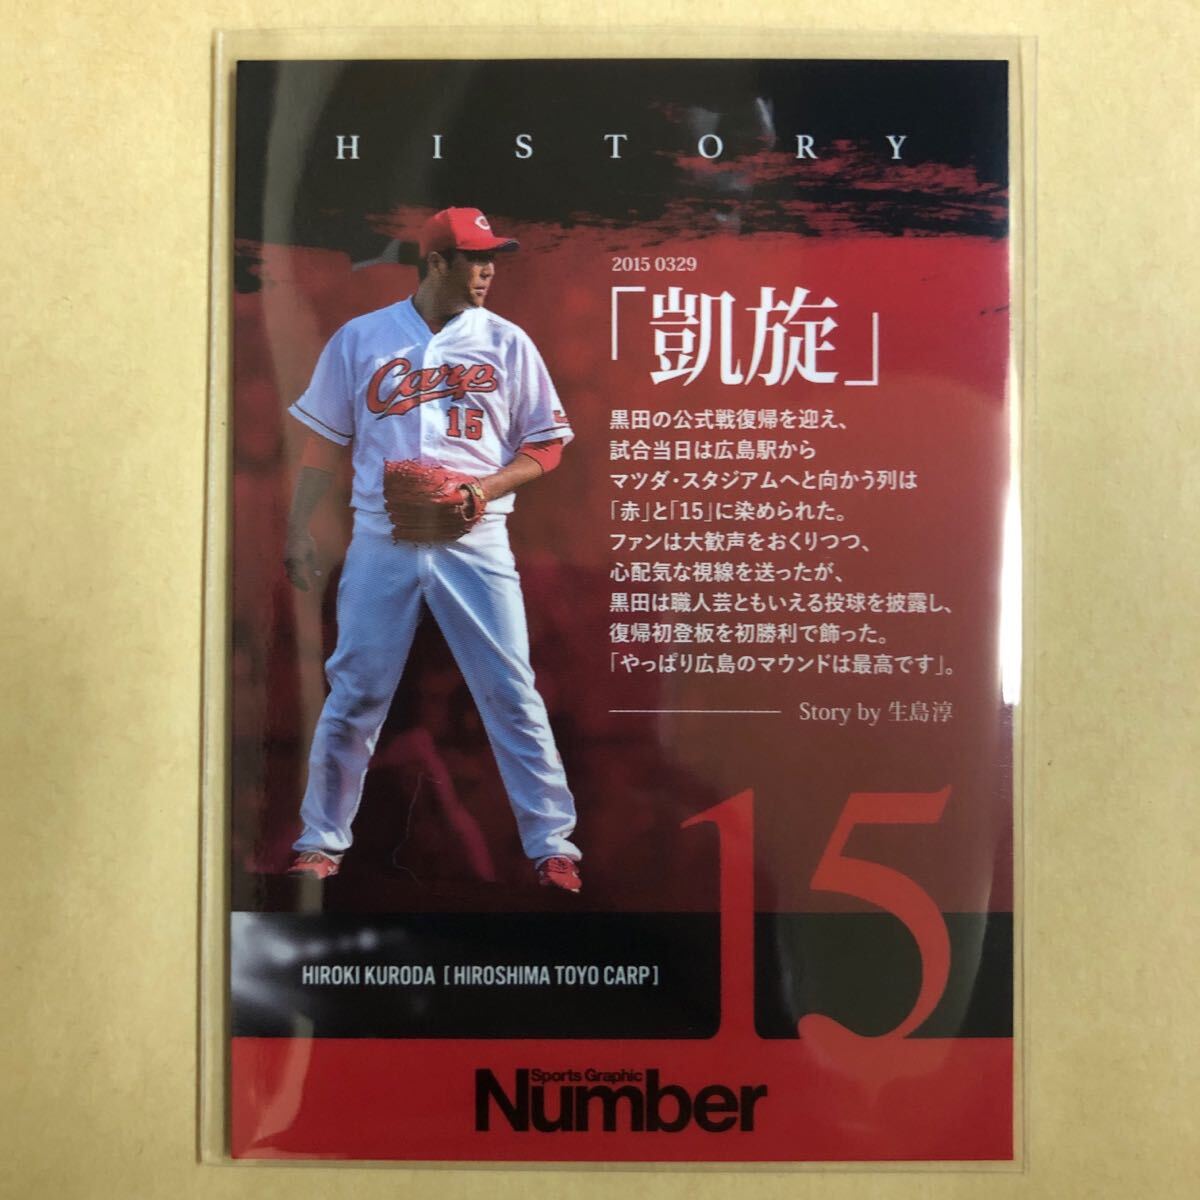 HISTORY
2015 0329
「凱旋」
黒田の公式戦復帰を迎え、
試合当日は広島駅から
マツダ・スタジアムへと向かう列は
「赤」と「15」に染められた。
ファンは大歓声をおくりつつ、
心配気な視線を送ったが、
黒田は職人芸ともいえる投球を披露し、
復帰初登板を初勝利で飾った。
「やっぱり広島のマウンドは最高です」。
Story by 生島淳
Carp
15
15
HIROKI KURODA [HIROSHIMA TOYO CARP]
Sports Graphic
Number